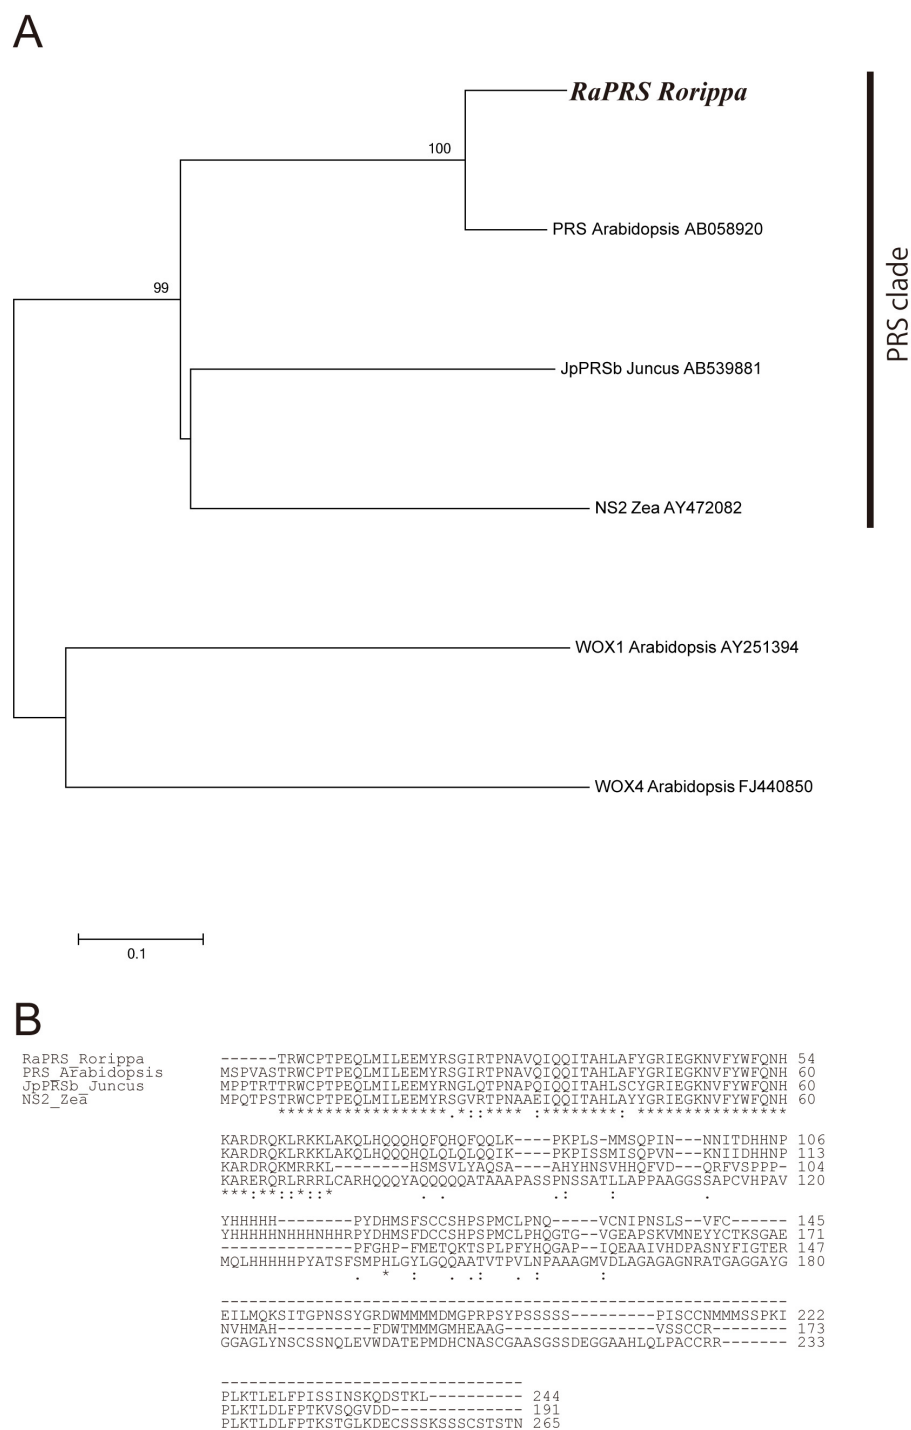 A
RaPRS Rorippa
100
PRS Arabidopsis AB058920
99
PRS clade
JpPRSb Juncus AB539881
NS2 Zea AY472082
WOX1 Arabidopsis AY251394
WOX4 Arabidopsis FJ440850
0.1
B
RaPRS_Rorippa ------TRWCPTPEQLMILEEMYRSGIRTPNAVQIQQITAHLAFYGRIEGKNVFYWFQNH 54
PRS_Arabidopsis MSPVASTRWCPTPEQLMILEEMYRSGIRTPNAVQIQQITAHLAFYGRIEGKNVFYWFQNH 60
JpPRSb_Juncus MPPTRTTRWCPTPEQLMILEEMYRNGLQTPNAPQIQQITAHLSCYGRIEGKNVFYWFQNH 60
NS2_Zea MPQTPSTRWCPTPEQLMILEEMYRSGVRTPNAAEIQQITAHLAYYGRIEGKNVFYWFQNH 60
******************.*::**** :********: ****************
KARDRQKLRKKLAKQLHQQQHQFQHQFQQLK----PKPLS-MMSQPIN---NNITDHHNP 106
KARDRQKLRKKLAKQLHQQQHQLQLQLQQIK----PKPISSMISQPVN---KNIIDHHNP 113
KARDRQKMRRKL--------HSMSVLYAQSA----AHYHNSVHHQFVD---QRFVSPPP- 104
KARERQRLRRRLCARHQQQYAQQQQQATAAAPASSPNSSATLLAPPAAGGSSAPCVHPAV 120
***:**::*::* . . .: : .
YHHHHH--------PYDHMSFSCCSHPSPMCLPNQ-----VCNIPNSLS--VFC------ 145
YHHHHHNHHHNHHRPYDHMSFDCCSHPSPMCLPHQGTG--VGEAPSKVMNEYYCTKSGAE 171
--------------PFGHP-FMETQKTSPLPFYHQGAP--IQEAAIVHDPASNYFIGTER 147
MQLHHHHHPYATSFSMPHLGYLGQQAATVTPVLNPAAAGMVDLAGAGAGNRATGAGGAYG 180
. * : . .: . : :
------------------------------------------------------------
EILMQKSITGPNSSYGRDWMMMMDMGPRPSYPSSSSS---------PISCCNMMMSSPKI 222
NVHMAH----------FDWTMMMGMHEAAG----------------VSSCCR-------- 173
GGAGLYNSCSSNQLEVWDATEPMDHCNASCGAASGSSDEGGAAHLQLPACCRR------- 233
--------------------------------
PLKTLELFPISSINSKQDSTKL---------- 244
PLKTLDLFPTKVSQGVDD-------------- 191
PLKTLDLFPTKSTGLKDECSSSKSSSCSTSTN 265